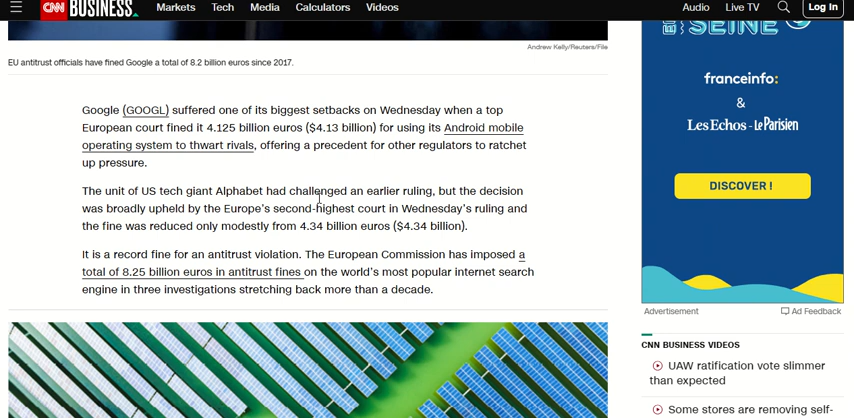 CNN BUSINESS
Markets Tech Media Calculators Videos
Audio Live TV Log In
Andrew Kelly/Reuters/File
EU antitrust officials have fined Google a total of 8.2 billion euros since 2017.
Google (GOOGL) suffered one of its biggest setbacks on Wednesday when a top
European court fined it 4.125 billion euros ($4.13 billion) for using its Android mobile
operating system to thwart rivals, offering a precedent for other regulators to ratchet
up pressure.
The unit of US tech giant Alphabet had challenged an earlier ruling, but the decision
was broadly upheld by the Europe's second-highest court in Wednesday's ruling and
the fine was reduced only modestly from 4.34 billion euros ($4.34 billion).
It is a record fine for an antitrust violation. The European Commission has imposed a
total of 8.25 billion euros in antitrust fines on the world's most popular internet search
engine in three investigations stretching back more than a decade.
SEINE
franceinfo:
&
Les Echos - Le Parisien
DISCOVER !
Advertisement
Ad Feedback
CNN BUSINESS VIDEOS
UAW ratification vote slimmer
than expected
Some stores are removing self-